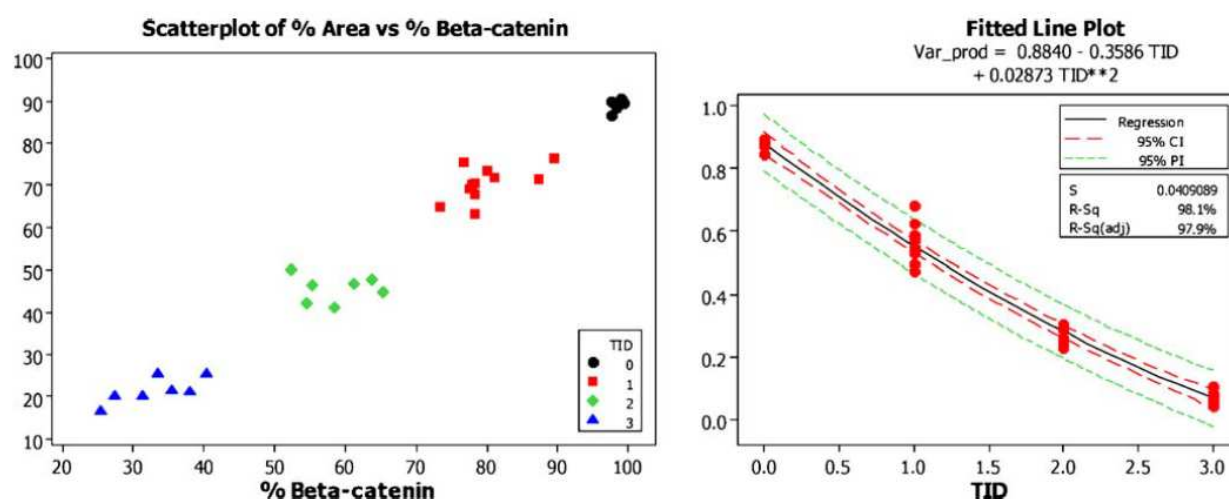 Scatterplot of % Area vs % Beta-catenin
100
90
80
70
60
50
40
30
20
10
20 30 40 50 60 70 80 90 100
% Beta-catenin
TID
0
1
2
3
Fitted Line Plot
Var_prod = 0.8840 - 0.3586 TID
+ 0.02873 TID**2
1.0
0.8
0.6
0.4
0.2
0.0
0.0 0.5 1.0 1.5 2.0 2.5 3.0
TID
Regression
95% CI
95% PI
S 0.0409089
R-Sq 98.1%
R-Sq(adj) 97.9%